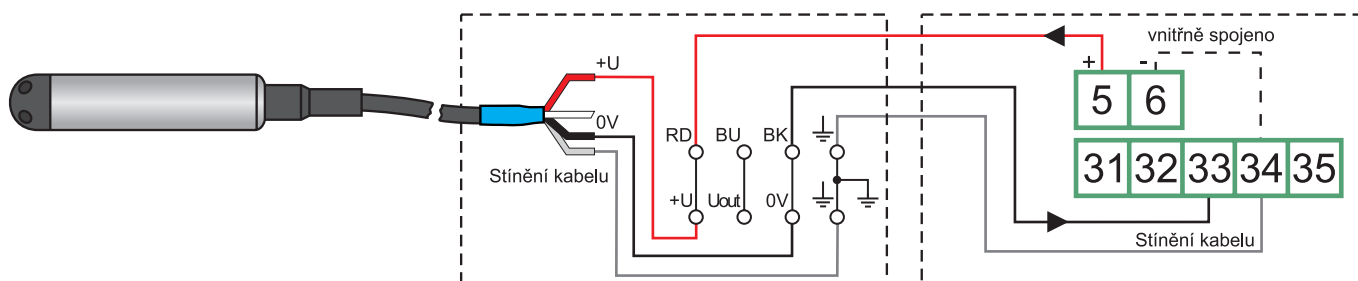 vnitřně spojeno
+U
+ -
5 6
0V
RD BU BK
31 32 33 34 35
Stínění kabelu
+U Uout 0V
Stínění kabelu